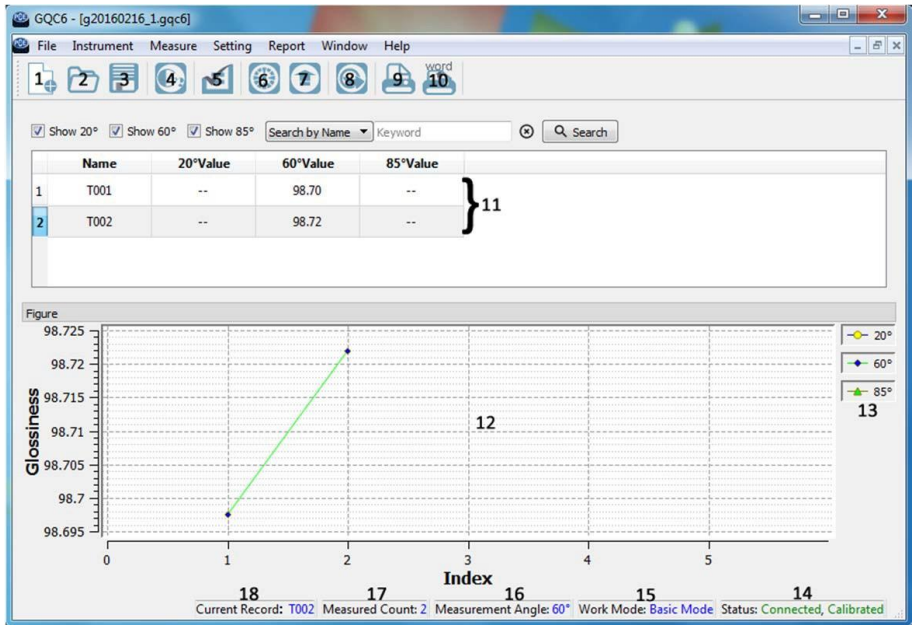 GQC6 - [g20160216_1.gqc6]
File Instrument Measure Setting Report Window Help
1 2 3 4 5 6 7 8 9 word 10
Show 20° Show 60° Show 85° Search by Name Keyword Search
Name 20°Value 60°Value 85°Value
1 T001 -- 98.70 --
2 T002 -- 98.72 --
11
Figure
98.725
98.72
98.715
98.71
98.705
98.7
98.695
Glossiness
12
20°
60°
85°
13
0 1 2 3 4 5
Index
18 17 16 15 14
Current Record: T002 Measured Count: 2 Measurement Angle: 60° Work Mode: Basic Mode Status: Connected, Calibrated